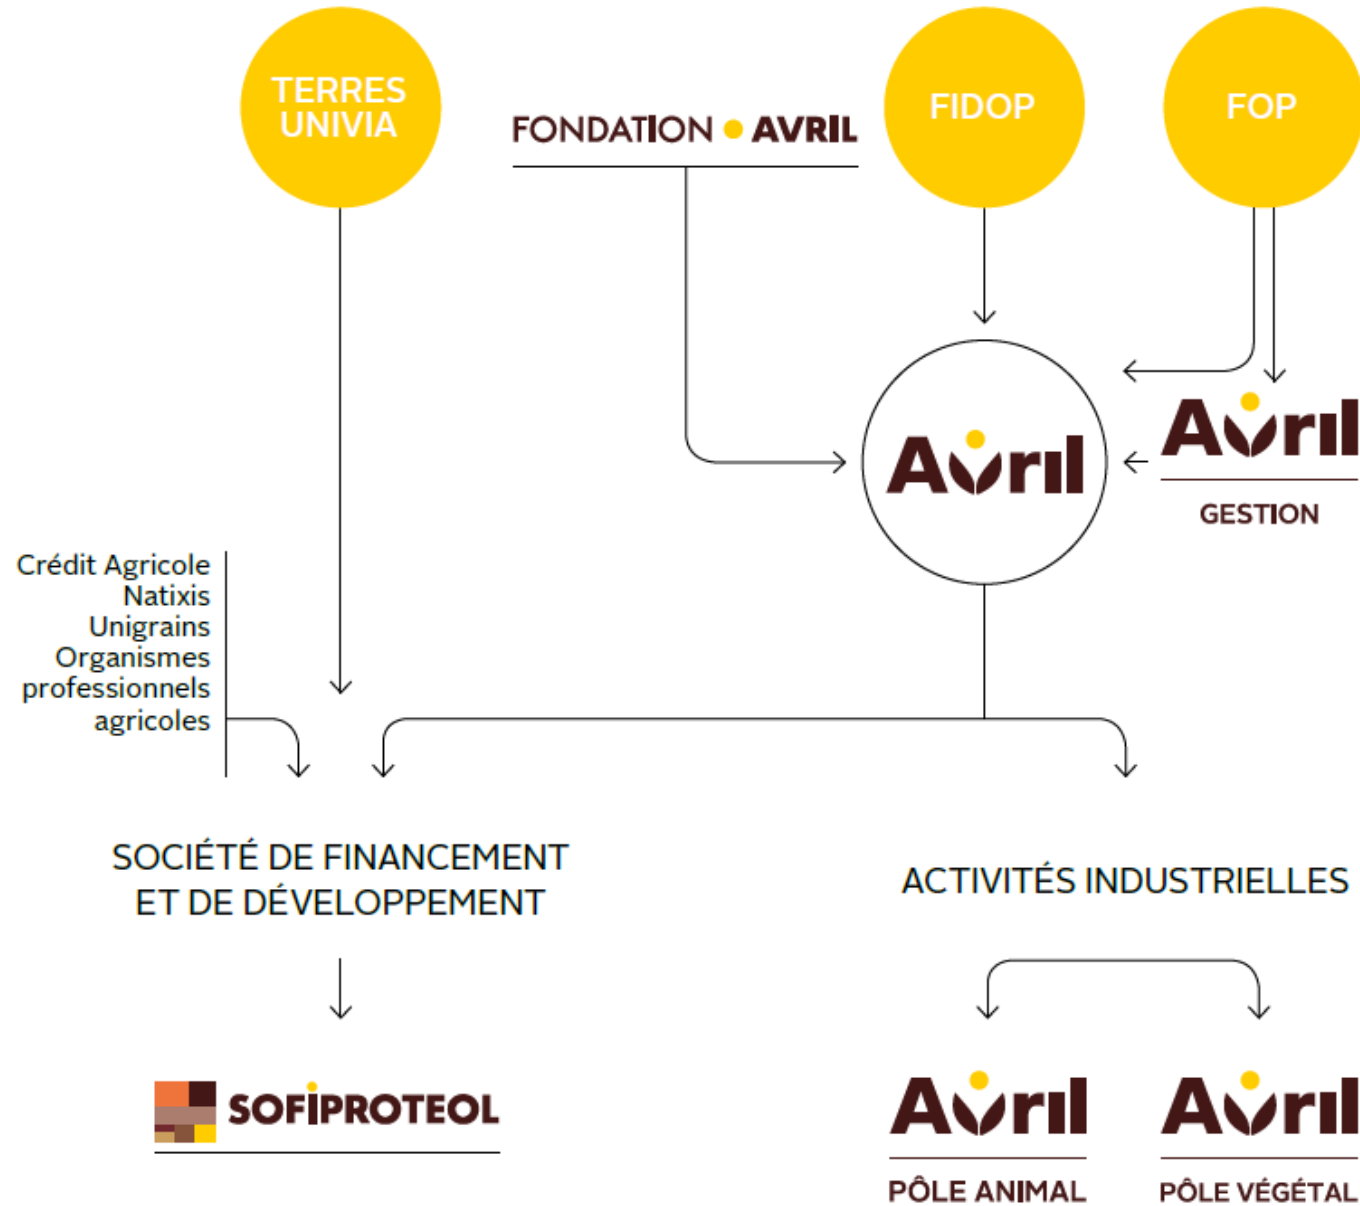 TERRES
UNIVIA
FONDATION AVRIL
FIDOP
FOP
Avril
Avril
GESTION
Crédit Agricole
Natixis
Unigrains
Organismes
professionnels
agricoles
SOCIÉTÉ DE FINANCEMENT
ET DE DÉVELOPPEMENT
ACTIVITÉS INDUSTRIELLES
SOFIPROTEOL
Avril
PÔLE ANIMAL
Avril
PÔLE VÉGÉTAL